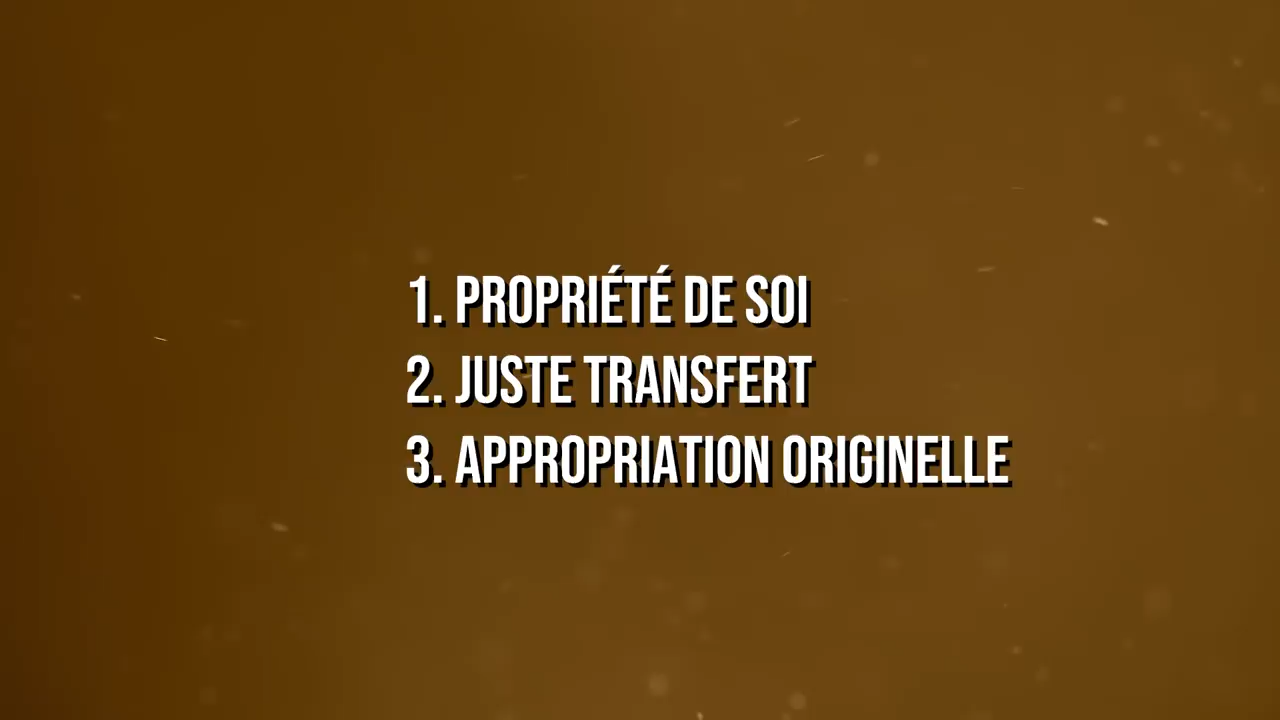 1. PROPRIÉTÉ DE SOI
2. JUSTE TRANSFERT
3. APPROPRIATION ORIGINELLE